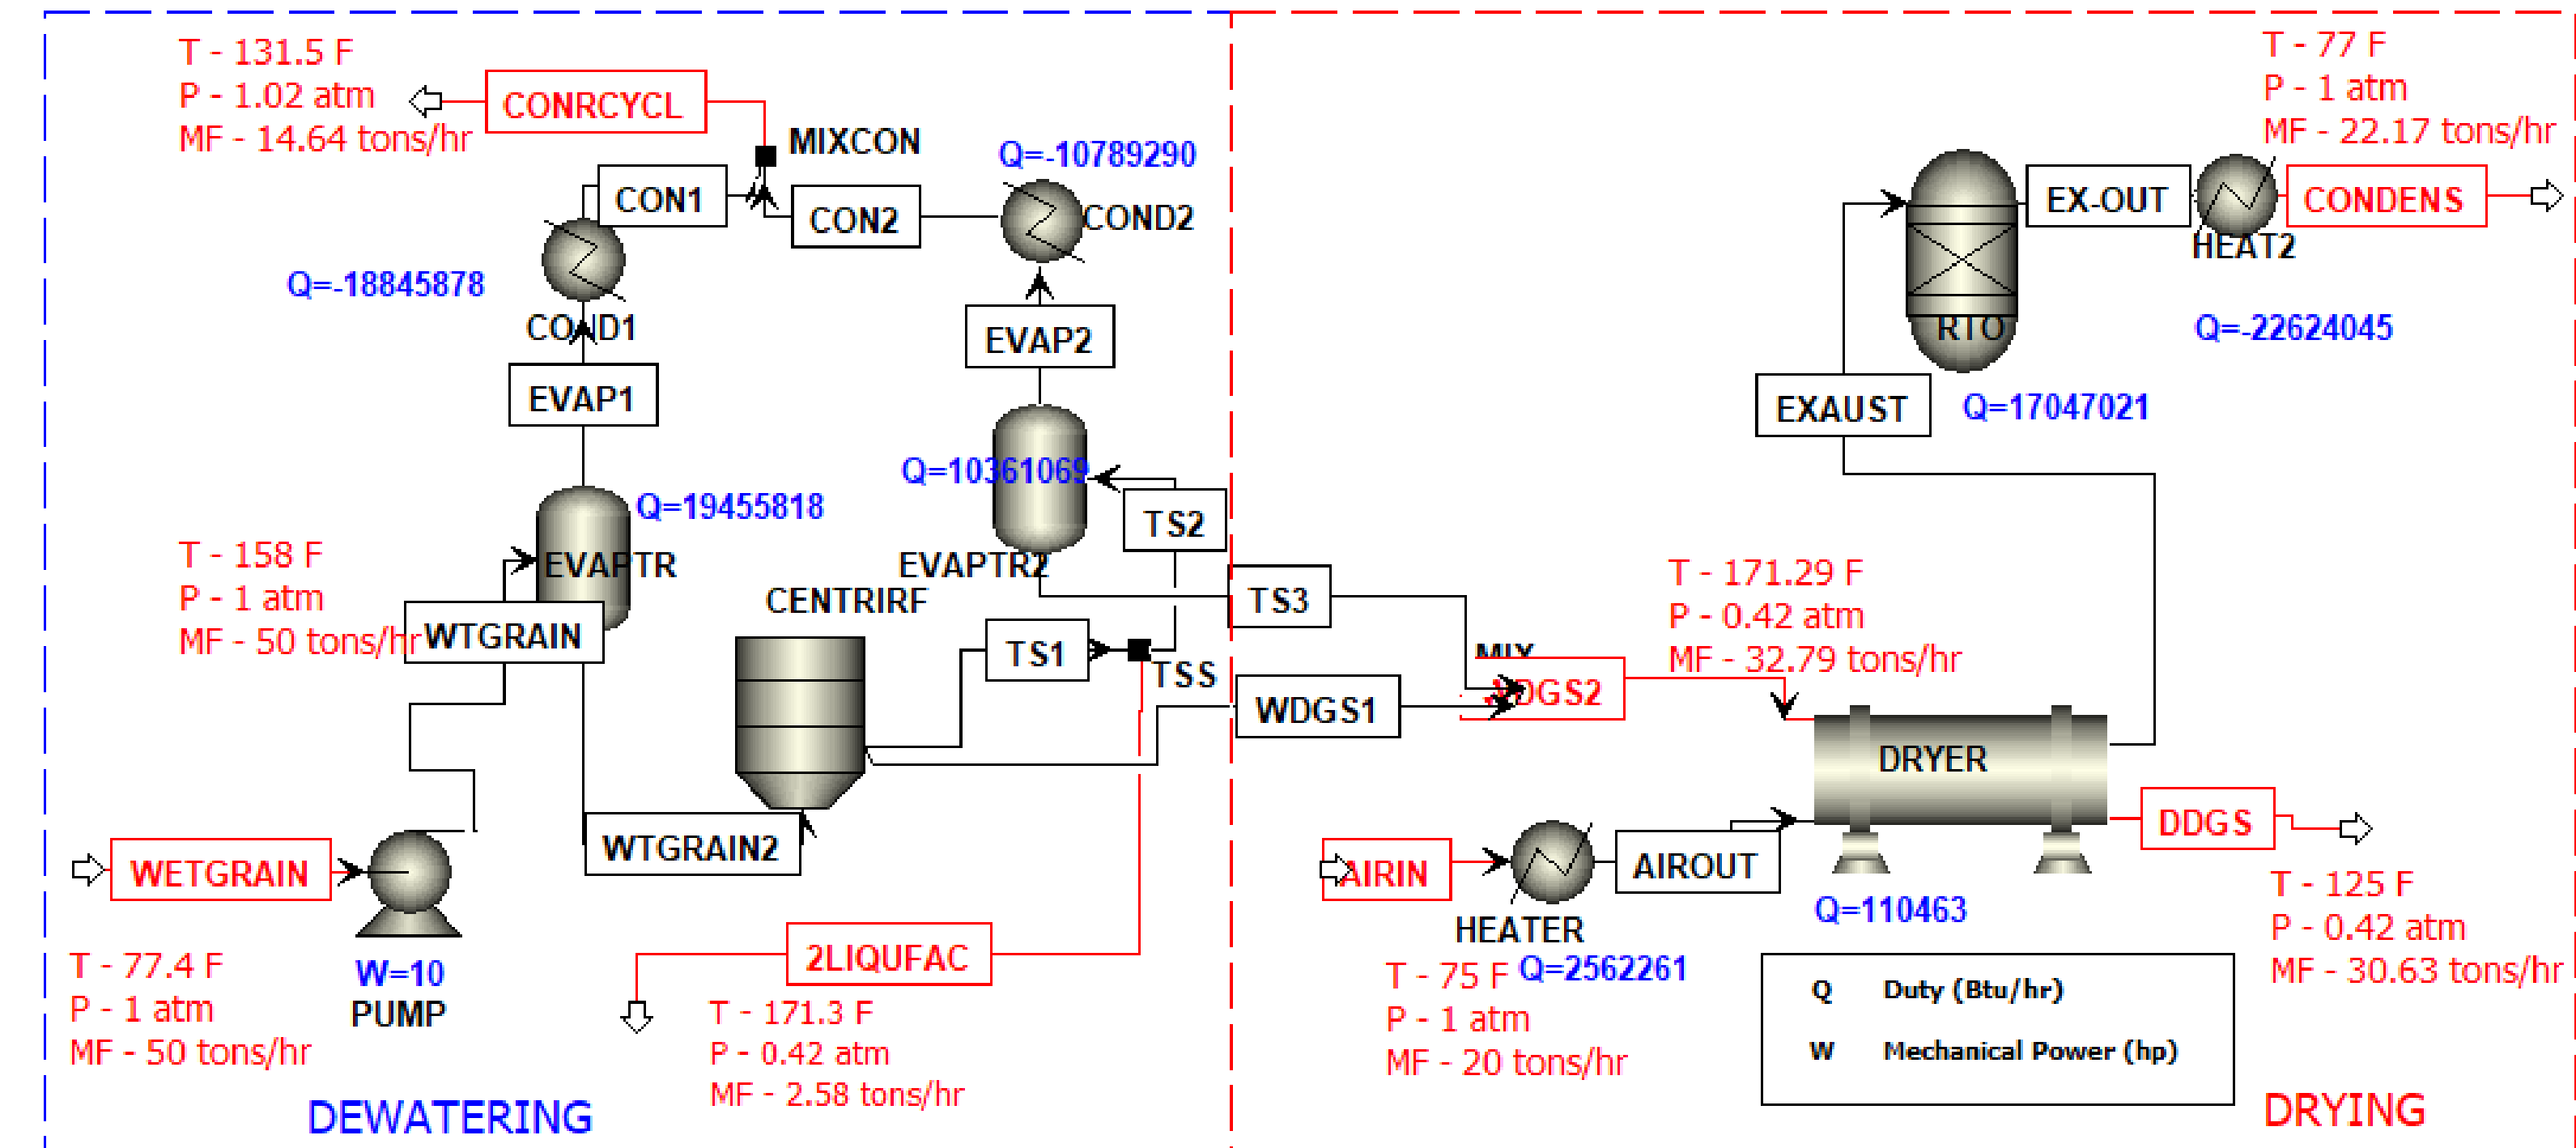 T - 131.5 F
P - 1.02 atm
MF - 14.64 tons/hr
CONRCYCL
MIXCON
CON1
CON2
Q=-10789290
COND2
Q=-18845878
COND1
EVAP1
EVAP2
Q=19455818
EVAPTR
Q=10361069
EVAPTR2
TS2
T - 158 F
P - 1 atm
MF - 50 tons/hr
WTGRAIN
CENTRIRF
TS1
TSS
TS3
WDGS1
WTGRAIN2
WETGRAIN
T - 77.4 F
P - 1 atm
MF - 50 tons/hr
W=10
PUMP
2LIQUFAC
T - 171.3 F
P - 0.42 atm
MF - 2.58 tons/hr
DEWATERING
T - 77 F
P - 1 atm
MF - 22.17 tons/hr
EX-OUT
CONDENS
HEAT2
Q=-22624045
RTO
Q=17047021
EXAUST
T - 171.29 F
P - 0.42 atm
MF - 32.79 tons/hr
MIX
DRYER
DDGS
T - 125 F
P - 0.42 atm
MF - 30.63 tons/hr
Q=110463
AIRIN
AIROUT
HEATER
Q=2562261
T - 75 F
P - 1 atm
MF - 20 tons/hr
Q Duty (Btu/hr)
W Mechanical Power (hp)
DRYING